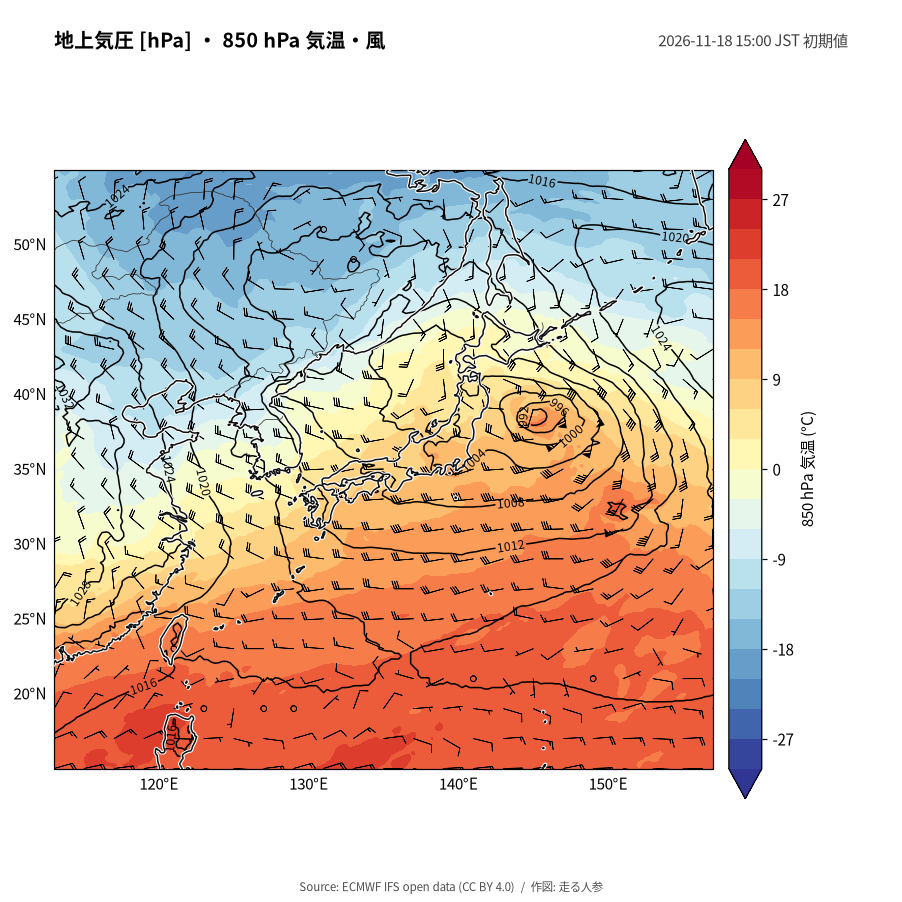 地上気圧 [hPa] ・ 850 hPa 気温・風
2026-11-18 15:00 JST 初期値
1024
1016
1020
1024
1032
1024
1020
996
992
1000
1004
1008
1012
1028
1016
1016
50°N
45°N
40°N
35°N
30°N
25°N
20°N
120°E
130°E
140°E
150°E
27
18
9
0
-9
-18
-27
850 hPa 気温 (°C)
Source: ECMWF IFS open data (CC BY 4.0) / 作図: 走る人参